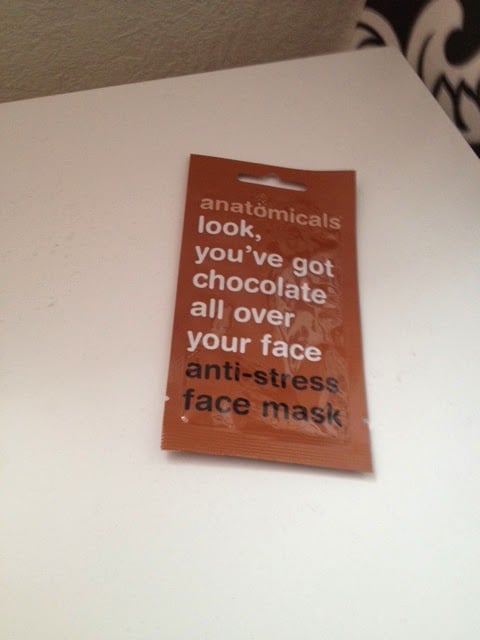 anatomicals
look,
you've got
chocolate
all over
your face
anti-stress
face mask